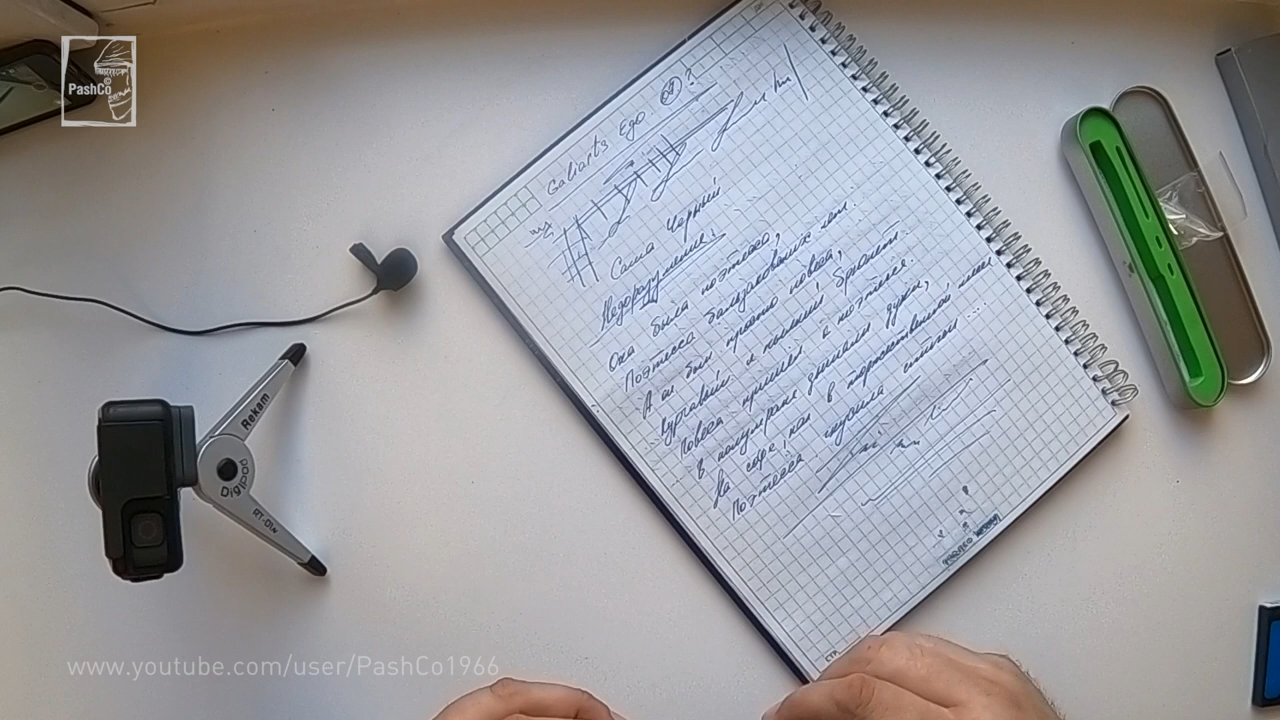 PashCo
Galiarts Ego (64)?
Саша Черный
Недоразумение!
Она была поэтесса,
Поэтесса бальзаковских лет.
А он был просто повеса,
Курчавый и пылкий брюнет.
Повеса пришел к поэтессе.
В полумраке дышали духи,
На софе, как в торжественной мессе
Поэтесса гнусила стихи...
Rekam
Digipod
стр.
www.youtube.com/user/PashCo1966